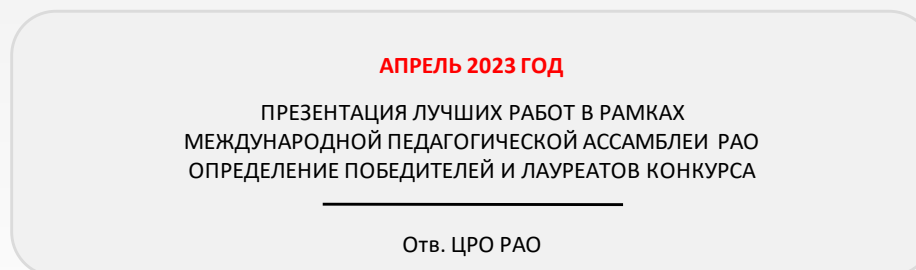 АПРЕЛЬ 2023 ГОД
ПРЕЗЕНТАЦИЯ ЛУЧШИХ РАБОТ В РАМКАХ
МЕЖДУНАРОДНОЙ ПЕДАГОГИЧЕСКОЙ АССАМБЛЕИ РАО
ОПРЕДЕЛЕНИЕ ПОБЕДИТЕЛЕЙ И ЛАУРЕАТОВ КОНКУРСА
Отв. ЦРО РАО